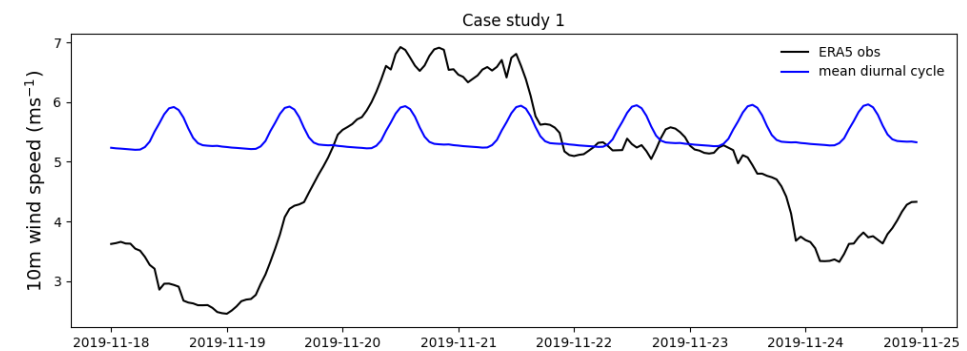 Case study 1
10m wind speed (ms⁻¹)
7
6
5
4
3
ERA5 obs
mean diurnal cycle
2019-11-18 2019-11-19 2019-11-20 2019-11-21 2019-11-22 2019-11-23 2019-11-24 2019-11-25